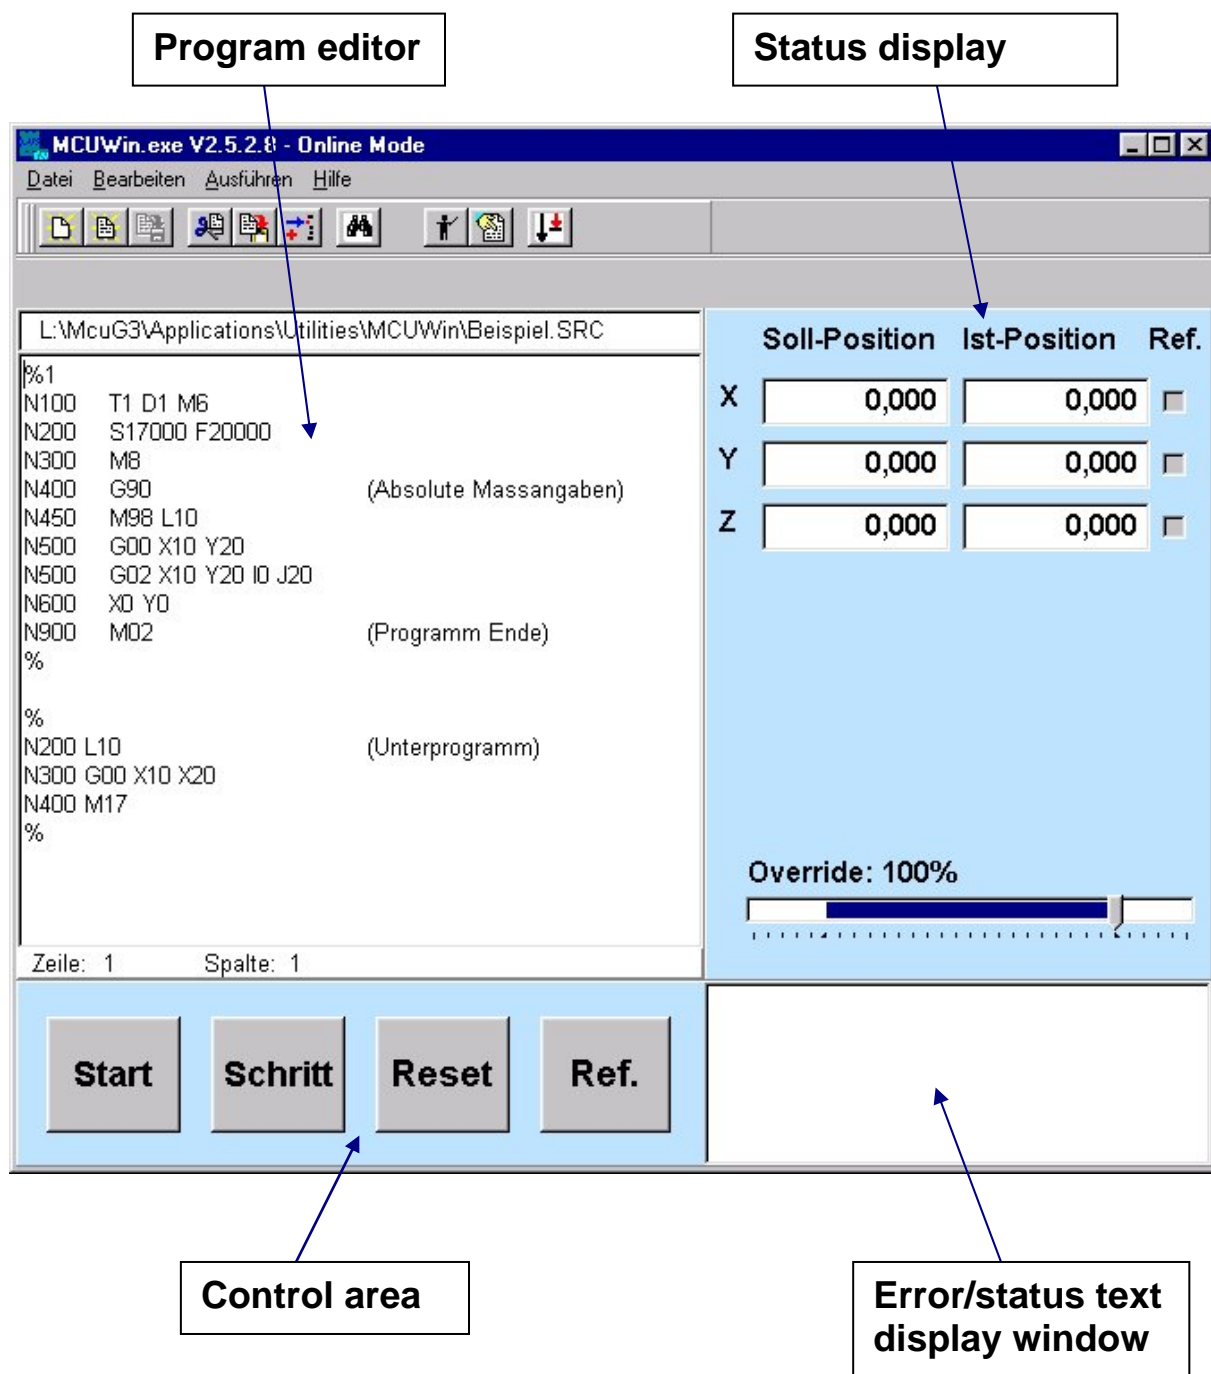 Program editor
Status display
MCUWin.exe V2.5.2.8 - Online Mode
Datei Bearbeiten Ausführen Hilfe
L:\McuG3\Applications\Utilities\MCUWin\Beispiel.SRC
%1
N100 T1 D1 M6
N200 S17000 F20000
N300 M8
N400 G90 (Absolute Massangaben)
N450 M98 L10
N500 G00 X10 Y20
N500 G02 X10 Y20 I0 J20
N600 X0 Y0
N900 M02 (Programm Ende)
%
%
N200 L10 (Unterprogramm)
N300 G00 X10 X20
N400 M17
%
Zeile: 1 Spalte: 1
Soll-Position Ist-Position Ref.
X 0,000 0,000
Y 0,000 0,000
Z 0,000 0,000
Override: 100%
Start Schritt Reset Ref.
Control area
Error/status text
display window